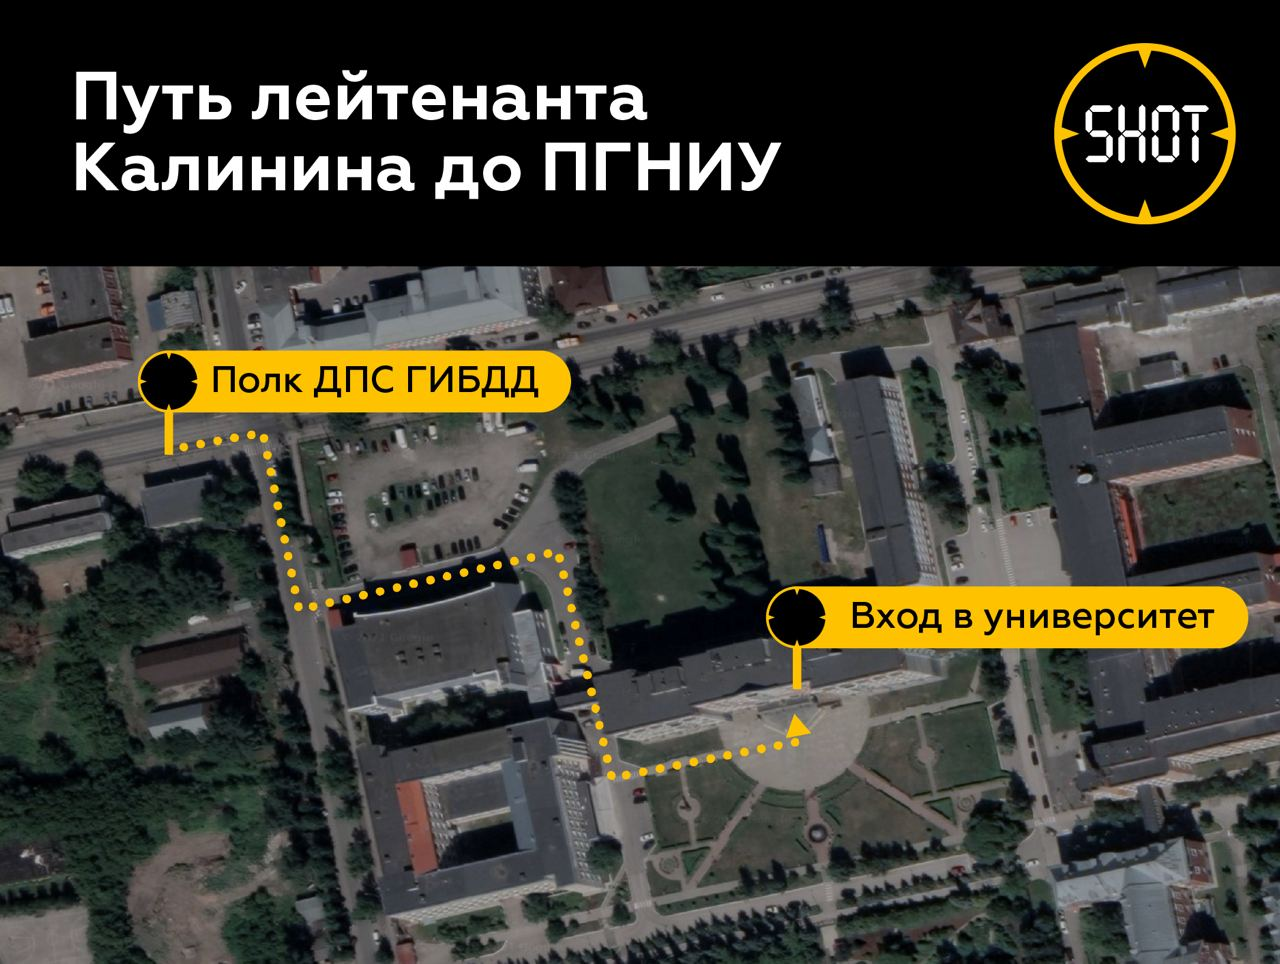 Путь лейтенанта
Калинина до ПГНИУ
SHOT
Полк ДПС ГИБДД
Вход в университет